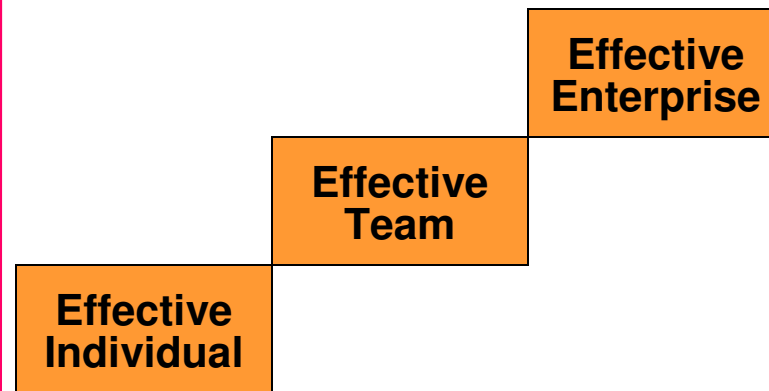 Effective
Enterprise
Effective
Team
Effective
Individual